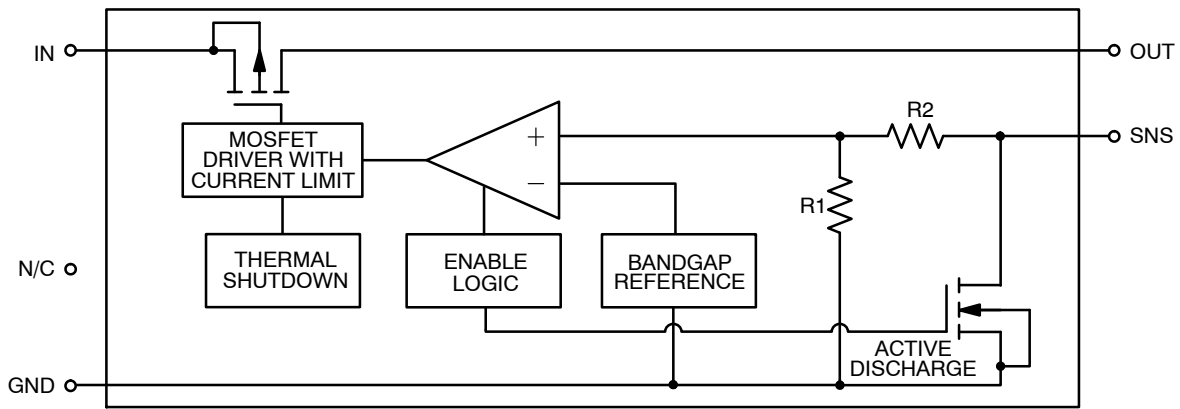 IN
OUT
R2
+
SNS
MOSFET
DRIVER WITH
CURRENT LIMIT
−
R1
THERMAL
SHUTDOWN
ENABLE
LOGIC
BANDGAP
REFERENCE
N/C
ACTIVE
DISCHARGE
GND